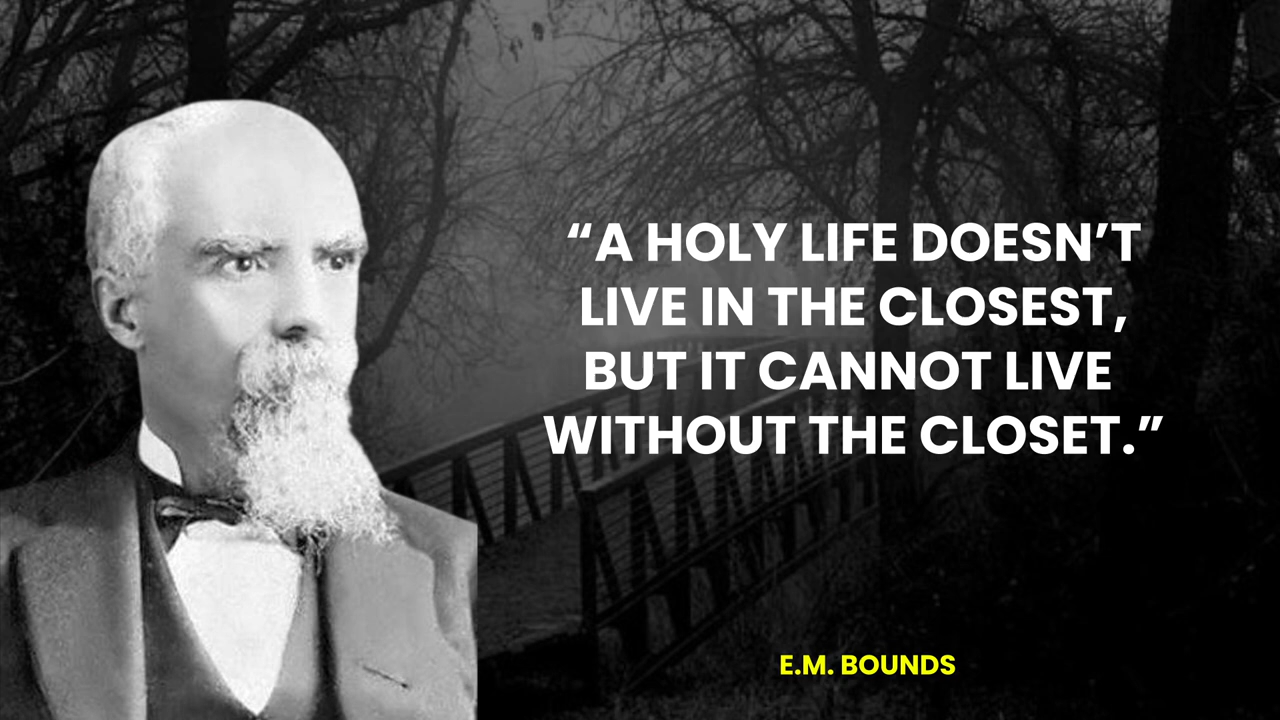 “A HOLY LIFE DOESN’T
LIVE IN THE CLOSEST,
BUT IT CANNOT LIVE
WITHOUT THE CLOSET.”
E.M. BOUNDS